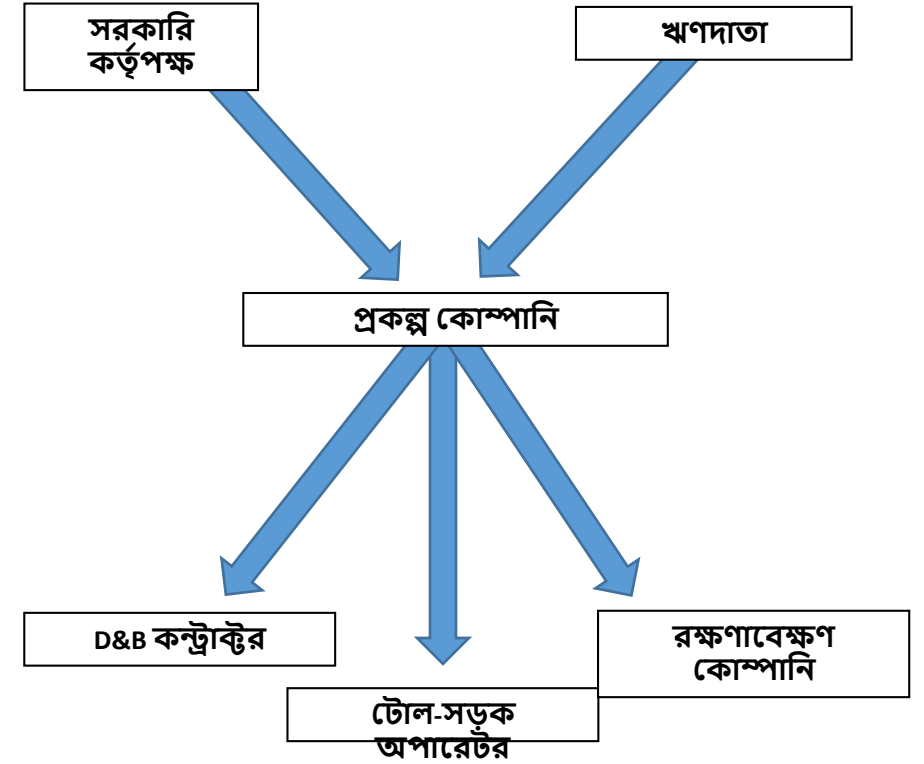 সরকারি
কর্তৃপক্ষ
ঋণদাতা
প্রকল্প কোম্পানি
D&B কন্ট্রাক্টর
রক্ষণাবেক্ষণ
কোম্পানি
টোল-সড়ক
অপারেটর